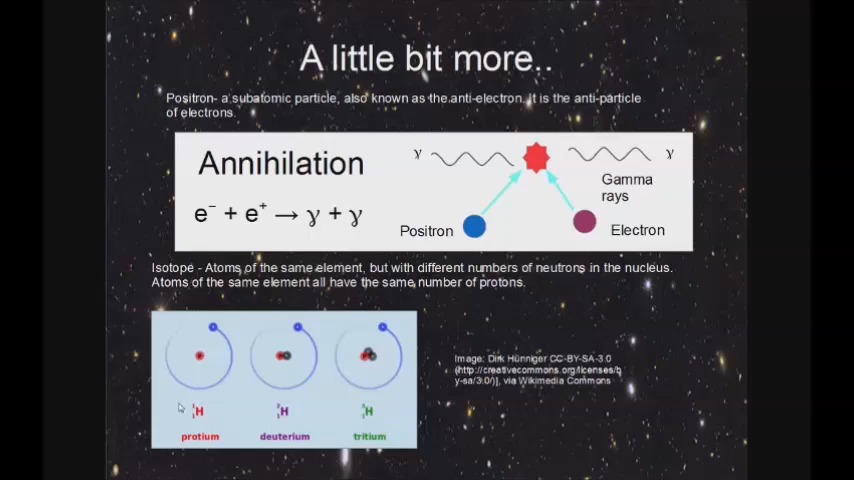 A little bit more..
Positron- a subatomic particle, also known as the anti-electron. It is the anti-particle
of electrons.
Annihilation
e⁻ + e⁺ → γ + γ
γ
γ
Gamma
rays
Positron
Electron
Isotope - Atoms of the same element, but with different numbers of neutrons in the nucleus.
Atoms of the same element all have the same number of protons.
Image: Dirk Hünniger CC-BY-SA-3.0
(http://creativecommons.org/licenses/b
y-sa/3.0/)], via Wikimedia Commons
¹₁H ²₁H ³₁H
protium deuterium tritium